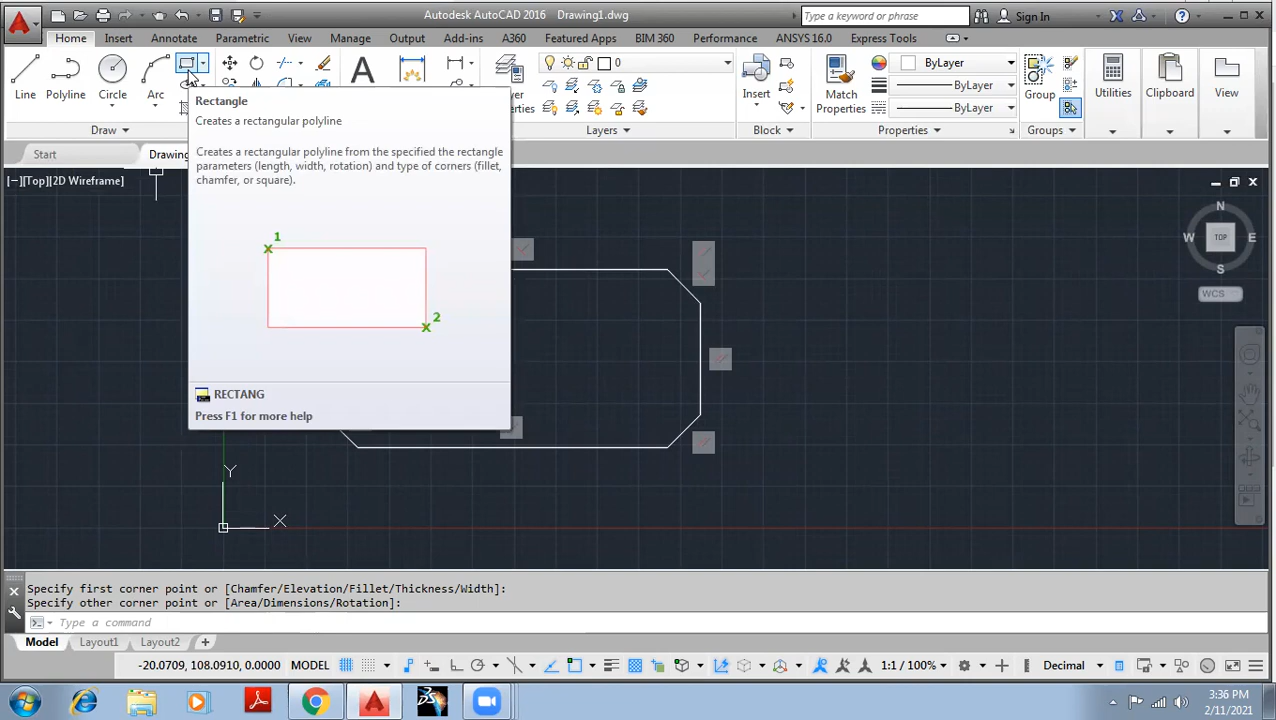 Autodesk AutoCAD 2016 Drawing1.dwg
Type a keyword or phrase
Sign In
Home Insert Annotate Parametric View Manage Output Add-ins A360 Featured Apps BIM 360 Performance ANSYS 16.0 Express Tools
0
ByLayer
ByLayer
ByLayer
Line Polyline Circle Arc
Insert
Match
Properties
Group
Utilities Clipboard View
Draw Layers Block Properties Groups
Start
Drawing
Rectangle
Creates a rectangular polyline
Creates a rectangular polyline from the specified the rectangle
parameters (length, width, rotation) and type of corners (fillet,
chamfer, or square).
1
2
RECTANG
Press F1 for more help
[−][Top][2D Wireframe]
N
W TOP E
S
WCS
Y
X
Specify first corner point or [Chamfer/Elevation/Fillet/Thickness/Width]:
Specify other corner point or [Area/Dimensions/Rotation]:
Type a command
Model Layout1 Layout2 +
-20.0709, 108.0910, 0.0000 MODEL 1:1 / 100% Decimal
3:36 PM
2/11/2021